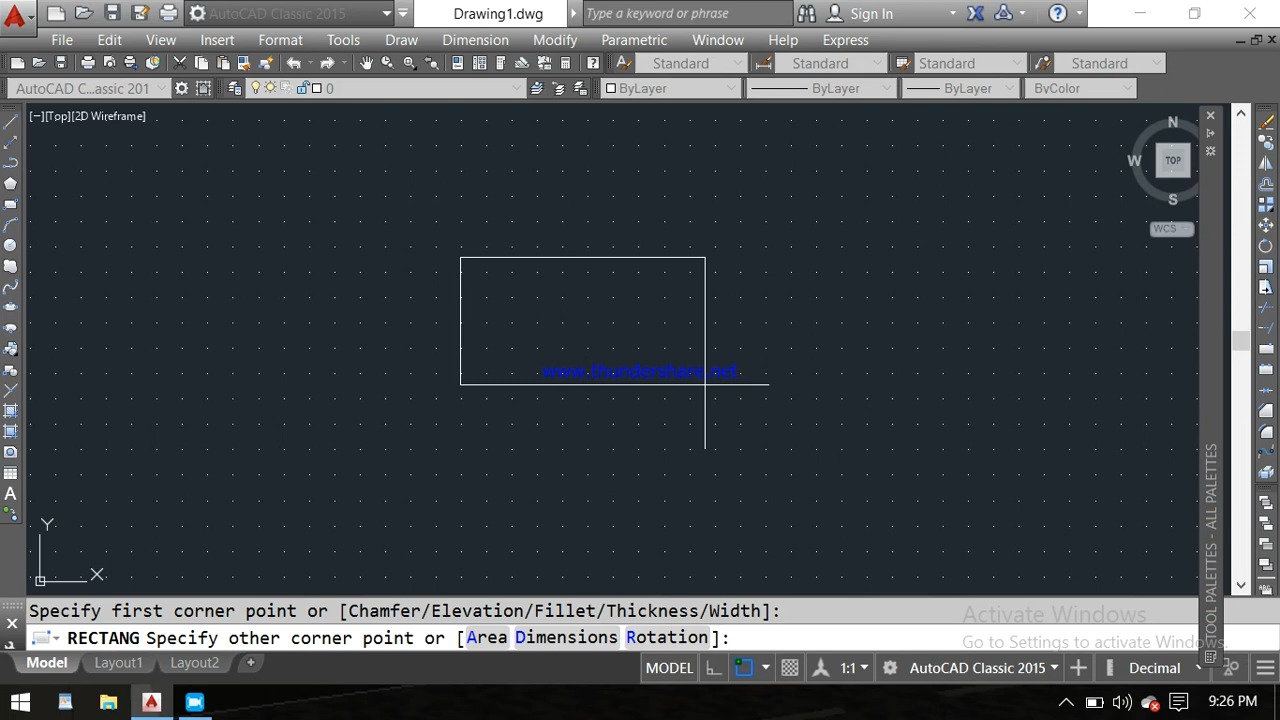 AutoCAD Classic 2015
Drawing1.dwg
Type a keyword or phrase
Sign In
File Edit View Insert Format Tools Draw Dimension Modify Parametric Window Help Express
Standard Standard Standard Standard
AutoCAD C...assic 201 0 ByLayer ByLayer ByLayer ByColor
[−][Top][2D Wireframe]
N
W TOP
S
WCS
www.thundershare.net
Y
X
TOOL PALETTES - ALL PALETTES
Specify first corner point or [Chamfer/Elevation/Fillet/Thickness/Width]:
RECTANG Specify other corner point or [Area Dimensions Rotation]:
Activate Windows
Go to Settings to activate Windows.
Model Layout1 Layout2 +
MODEL 1:1 AutoCAD Classic 2015 Decimal
9:26 PM